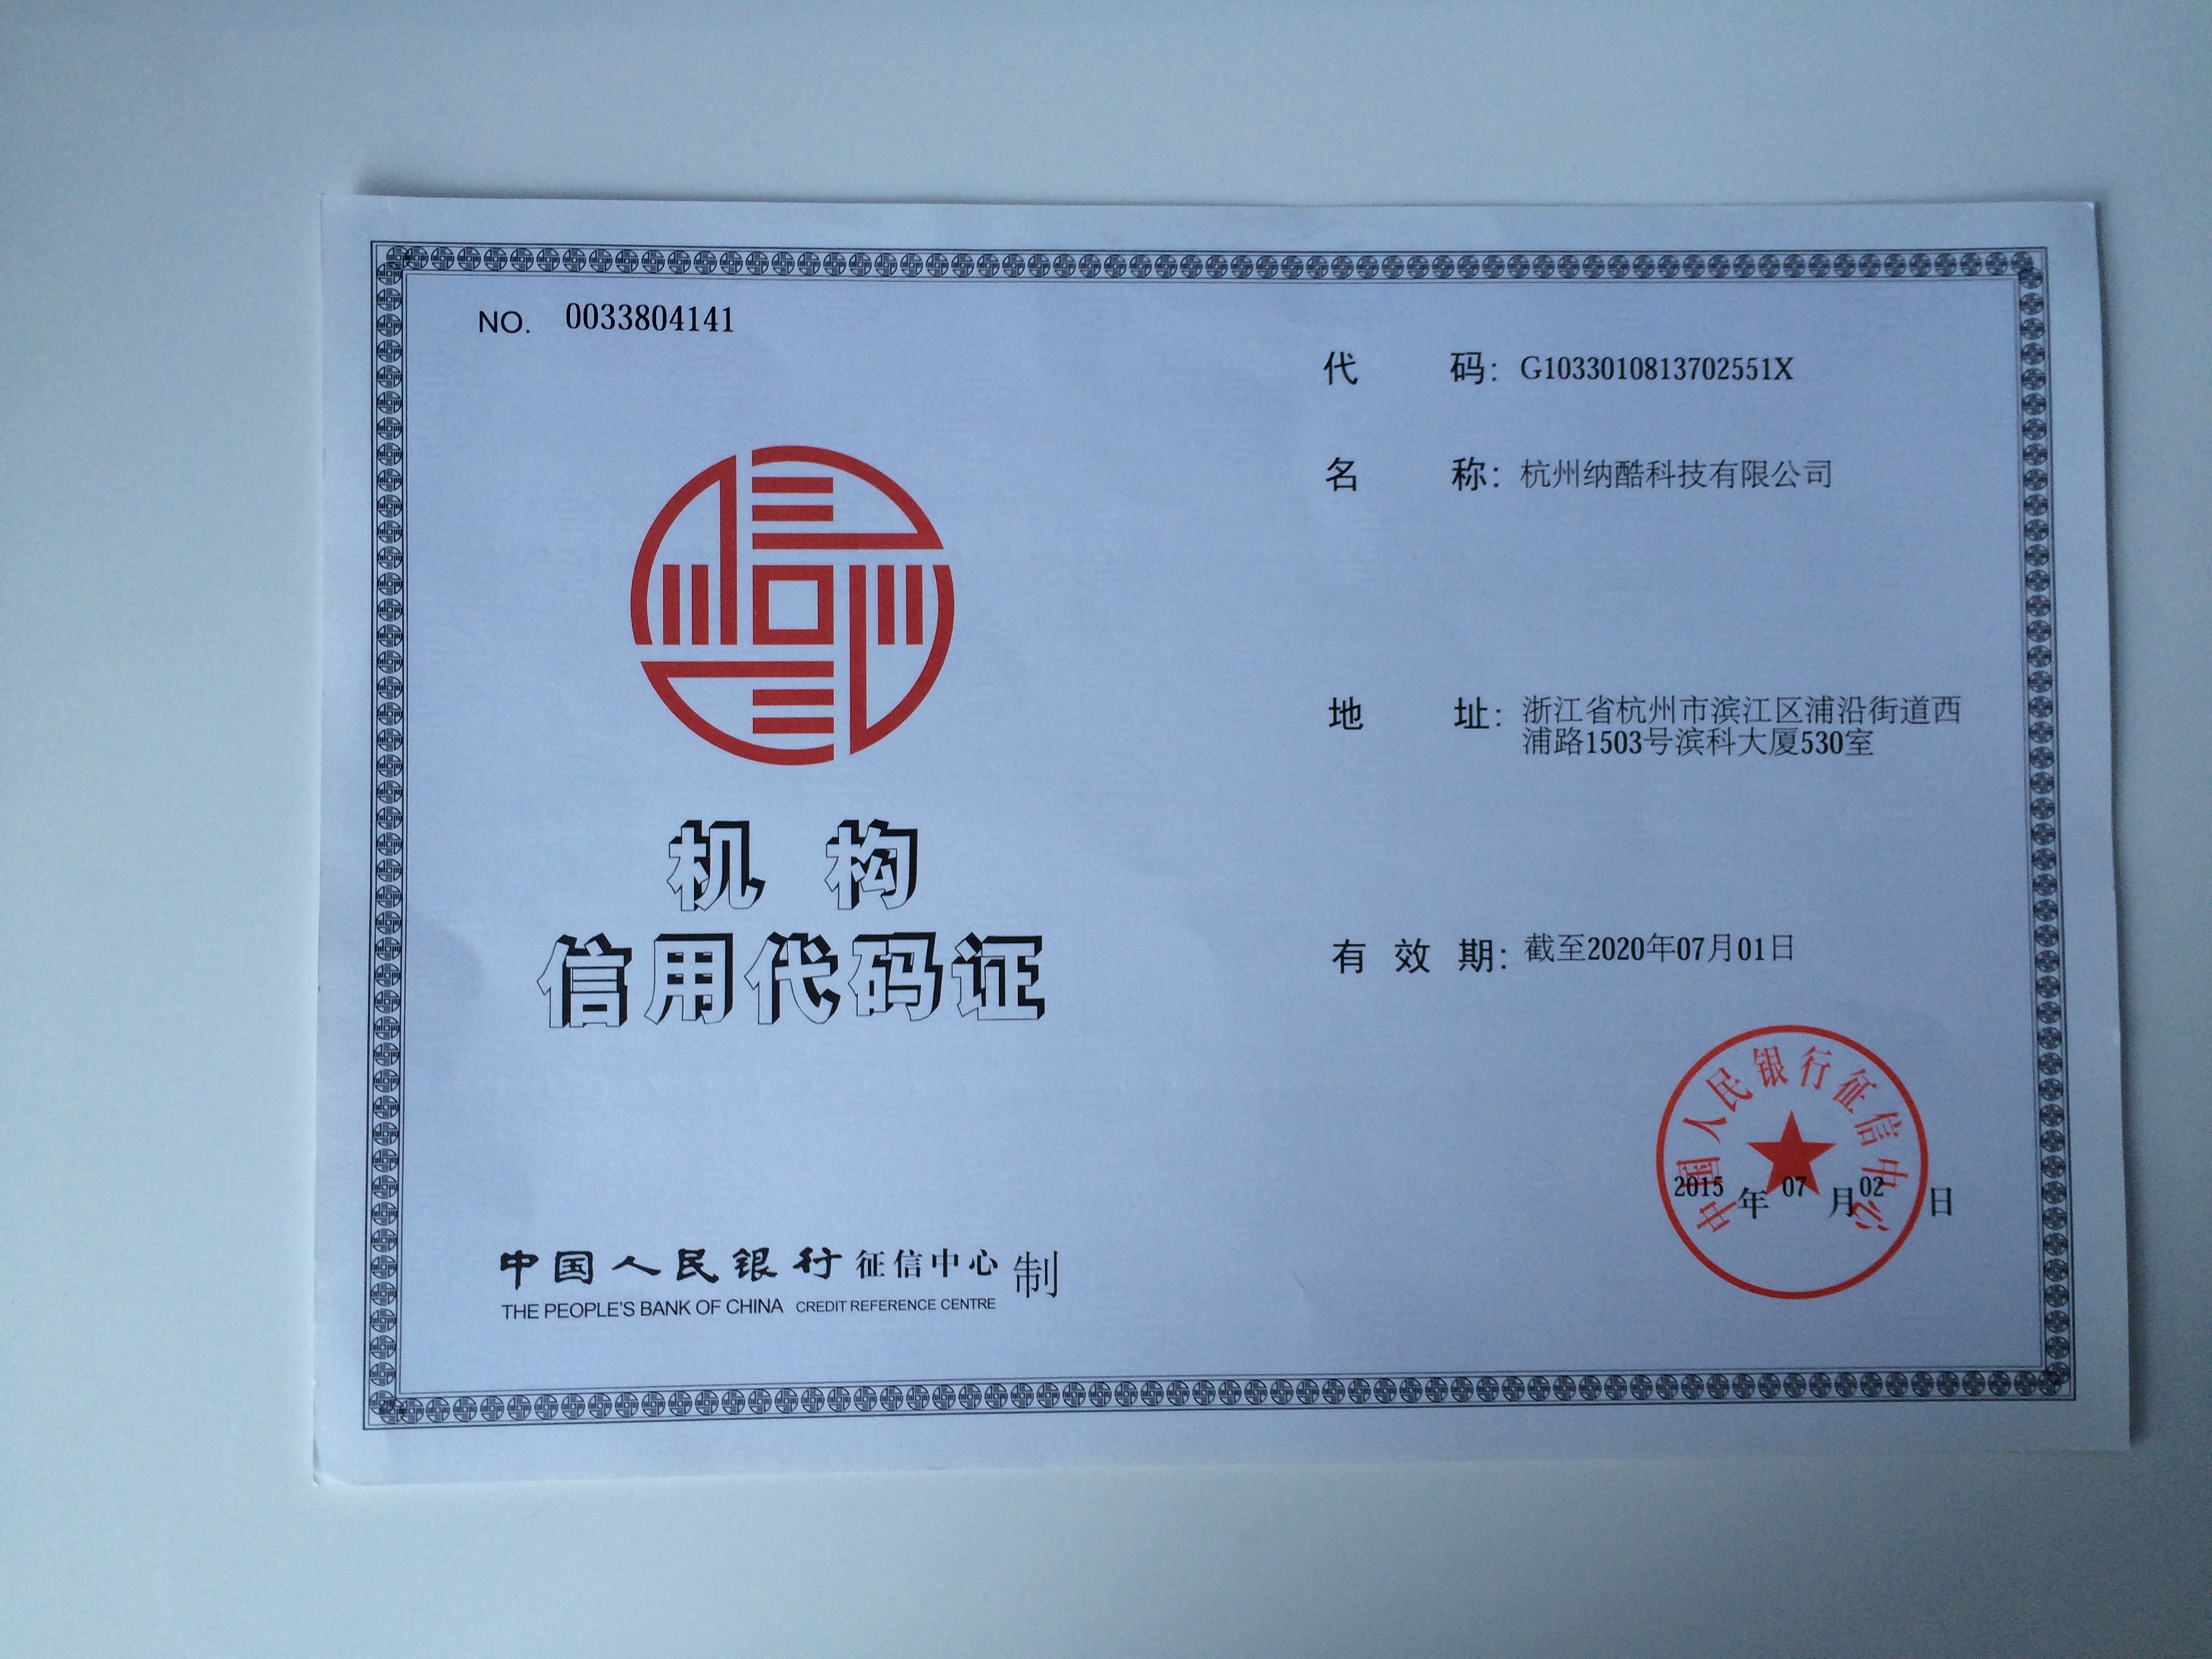 NO. 0033804141
机 构
信用代码证
中国人民银行征信中心 制
THE PEOPLE'S BANK OF CHINA CREDIT REFERENCE CENTRE
代 码: G1033010813702551X
名 称: 杭州纳酷科技有限公司
地 址: 浙江省杭州市滨江区浦沿街道西
浦路1503号滨科大厦530室
有 效 期: 截至2020年07月01日
中国人民银行征信中心
2015 年 07 月 02 日